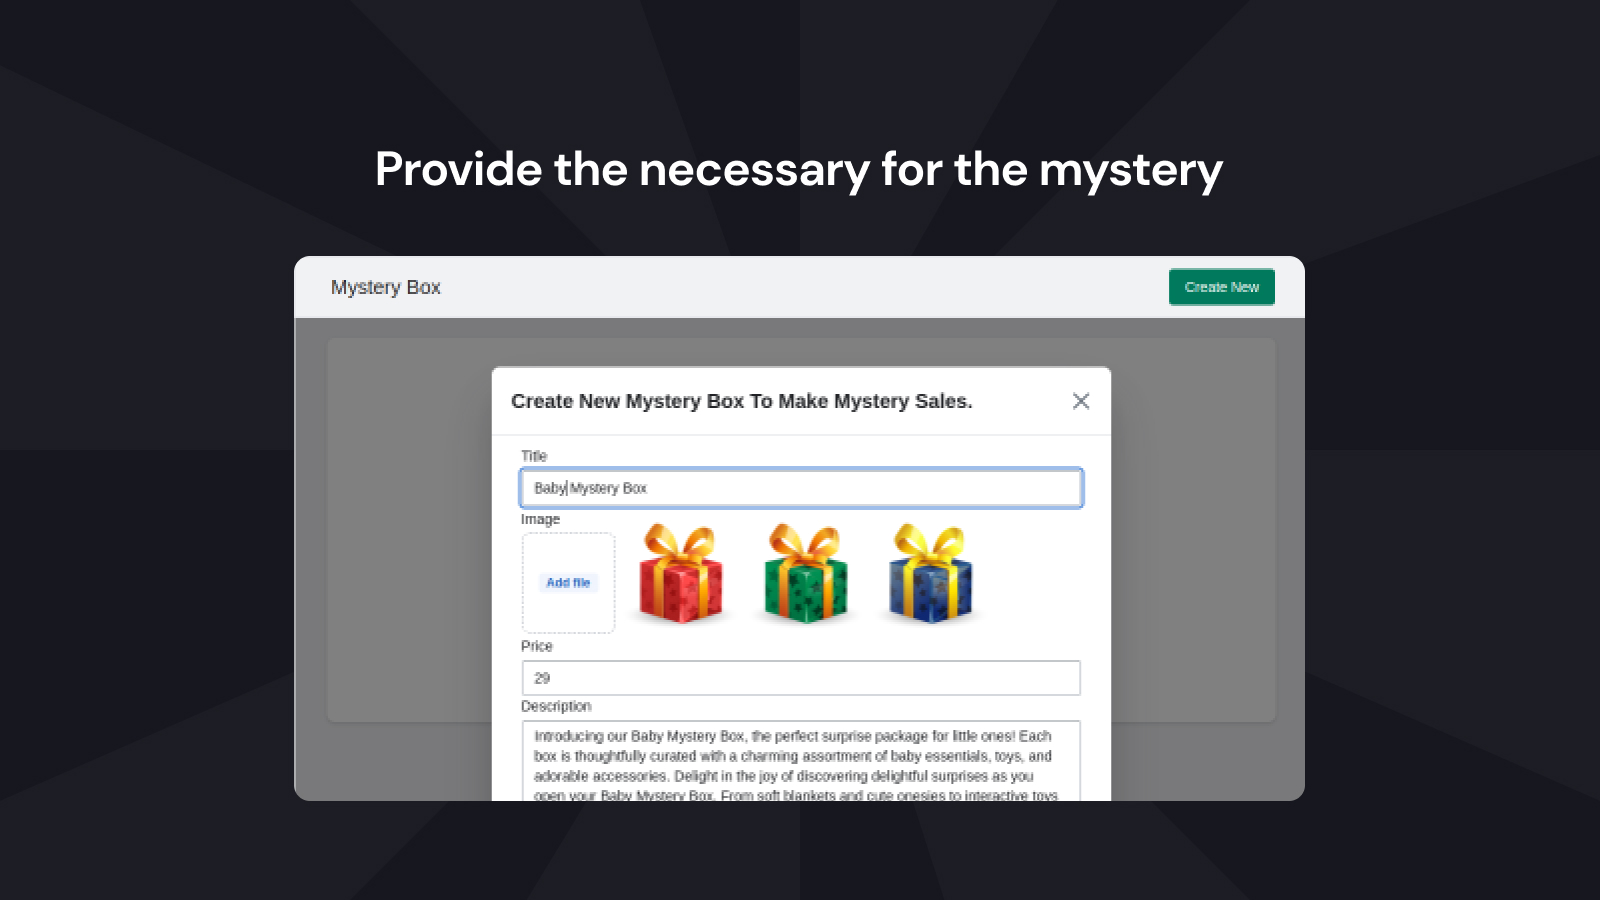 Provide the necessary for the mystery
Mystery Box
Create New
Create New Mystery Box To Make Mystery Sales.
Title
Baby Mystery Box
Image
Add file
Price
29
Description
Introducing our Baby Mystery Box, the perfect surprise package for little ones! Each
box is thoughtfully curated with a charming assortment of baby essentials, toys, and
adorable accessories. Delight in the joy of discovering delightful surprises as you
open your Baby Mystery Box. From soft blankets and cute onesies to interactive toys